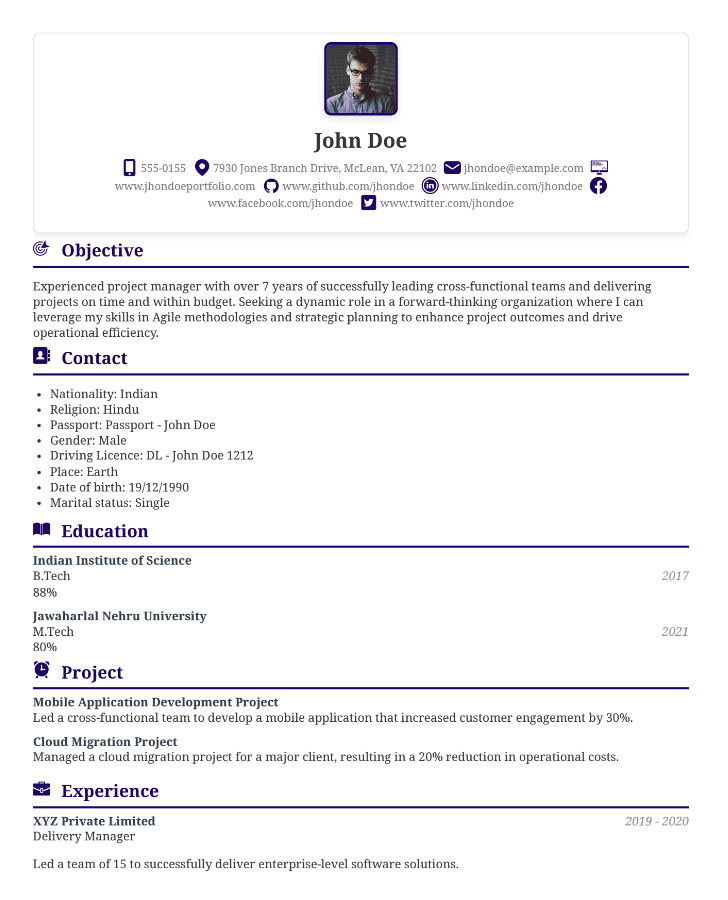 John Doe
555-0155 7930 Jones Branch Drive, McLean, VA 22102 jhondoe@example.com
www.jhondoeportfolio.com www.github.com/jhondoe www.linkedin.com/jhondoe
www.facebook.com/jhondoe www.twitter.com/jhondoe
Objective
Experienced project manager with over 7 years of successfully leading cross-functional teams and delivering
projects on time and within budget. Seeking a dynamic role in a forward-thinking organization where I can
leverage my skills in Agile methodologies and strategic planning to enhance project outcomes and drive
operational efficiency.
Contact
• Nationality: Indian
• Religion: Hindu
• Passport: Passport - John Doe
• Gender: Male
• Driving Licence: DL - John Doe 1212
• Place: Earth
• Date of birth: 19/12/1990
• Marital status: Single
Education
Indian Institute of Science
B.Tech 2017
88%
Jawaharlal Nehru University
M.Tech 2021
80%
Project
Mobile Application Development Project
Led a cross-functional team to develop a mobile application that increased customer engagement by 30%.
Cloud Migration Project
Managed a cloud migration project for a major client, resulting in a 20% reduction in operational costs.
Experience
XYZ Private Limited 2019 - 2020
Delivery Manager
Led a team of 15 to successfully deliver enterprise-level software solutions.